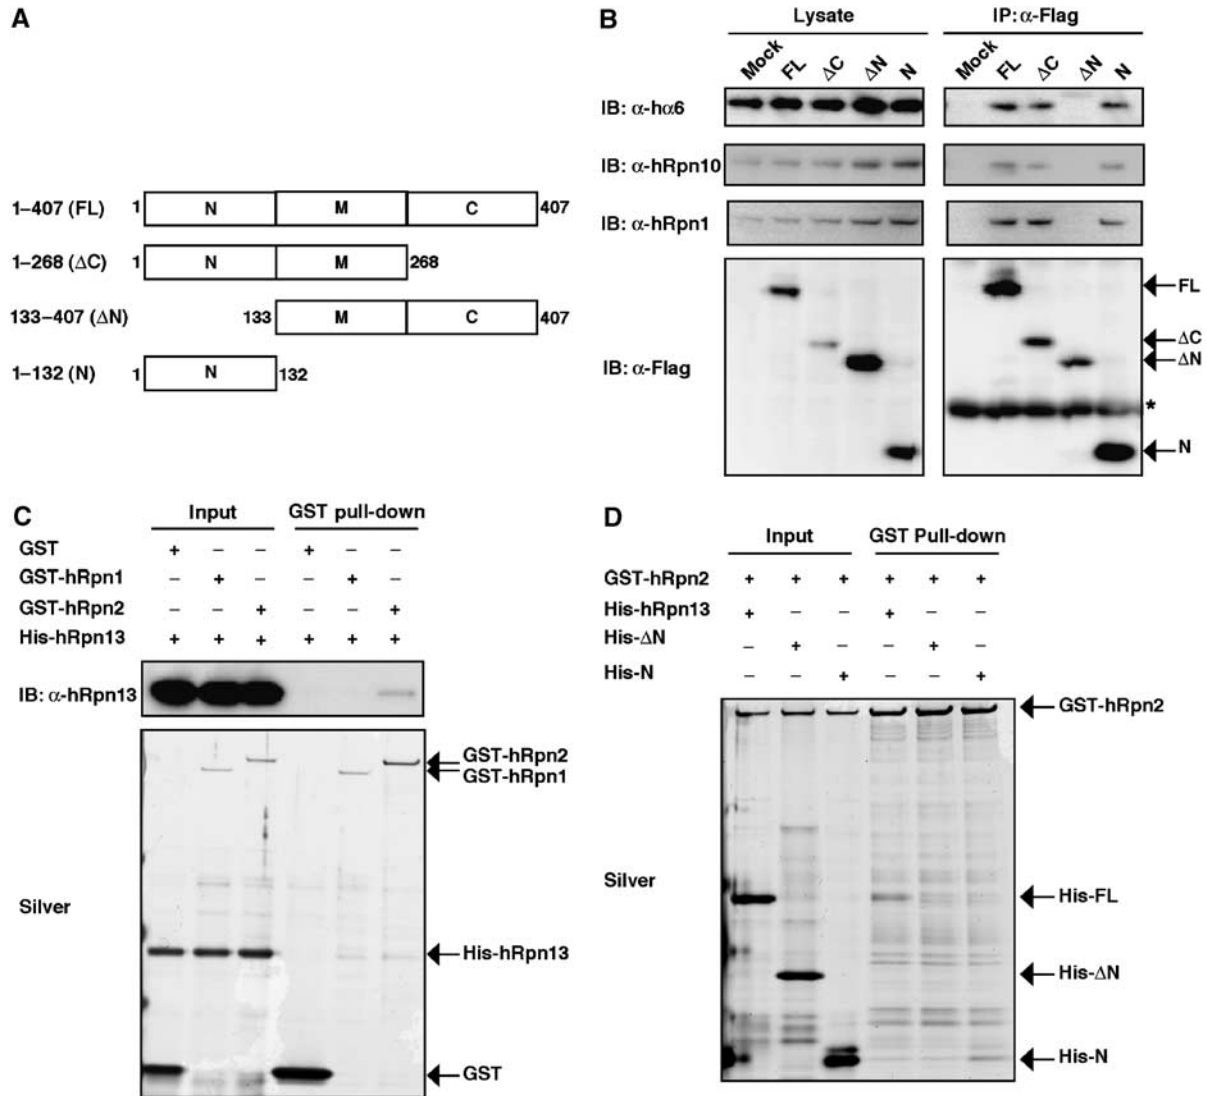 A
1–407 (FL) 1 N M C 407
1–268 (ΔC) 1 N M 268
133–407 (ΔN) 133 M C 407
1–132 (N) 1 N 132
B
Lysate IP: α-Flag
Mock FL ΔC ΔN N Mock FL ΔC ΔN N
IB: α-hα6
IB: α-hRpn10
IB: α-hRpn1
IB: α-Flag
FL
ΔC
ΔN
*
N
C
Input GST pull-down
GST + – – + – –
GST-hRpn1 – + – – + –
GST-hRpn2 – – + – – +
His-hRpn13 + + + + + +
IB: α-hRpn13
Silver
GST-hRpn2
GST-hRpn1
His-hRpn13
GST
D
Input GST Pull-down
GST-hRpn2 + + + + + +
His-hRpn13 + – – + – –
His-ΔN – + – – + –
His-N – – + – – +
Silver
GST-hRpn2
His-FL
His-ΔN
His-N